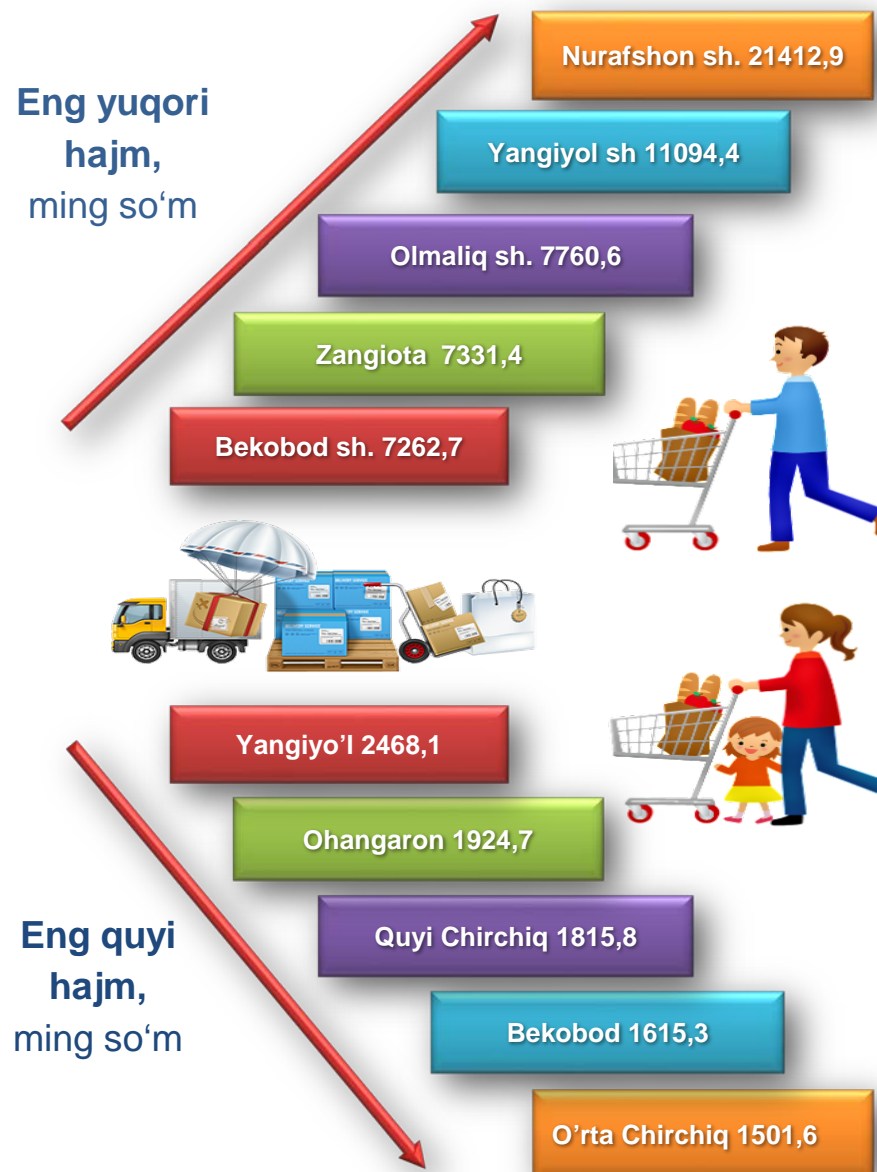 Eng yuqori
hajm,
ming so‘m
Nurafshon sh. 21412,9
Yangiyol sh 11094,4
Olmaliq sh. 7760,6
Zangiota 7331,4
Bekobod sh. 7262,7
Eng quyi
hajm,
ming so‘m
Yangiyo’l 2468,1
Ohangaron 1924,7
Quyi Chirchiq 1815,8
Bekobod 1615,3
O’rta Chirchiq 1501,6